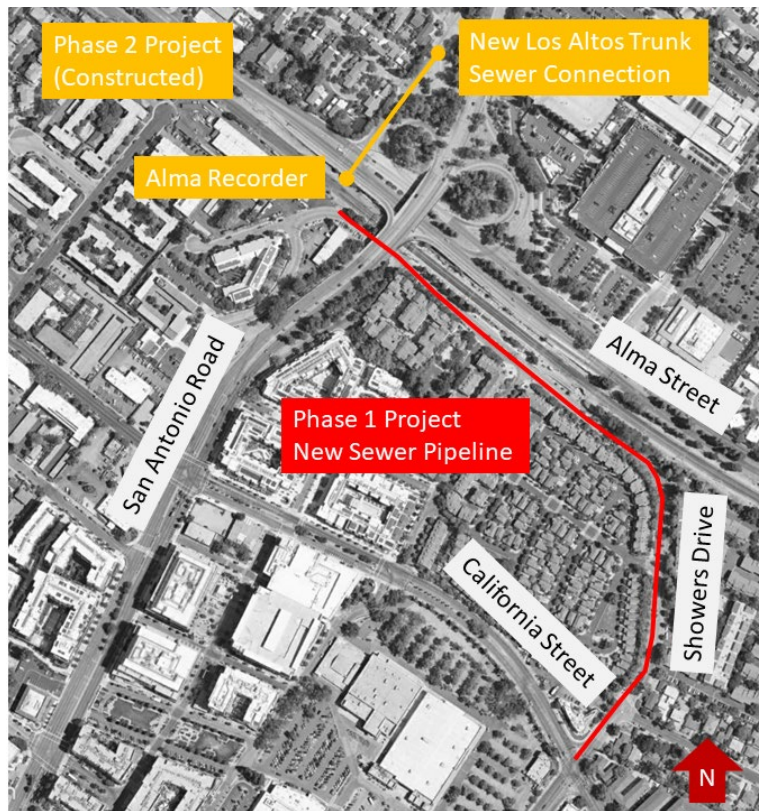 Phase 2 Project
(Constructed)
New Los Altos Trunk
Sewer Connection
Alma Recorder
San Antonio Road
Alma Street
Phase 1 Project
New Sewer Pipeline
California Street
Showers Drive
N